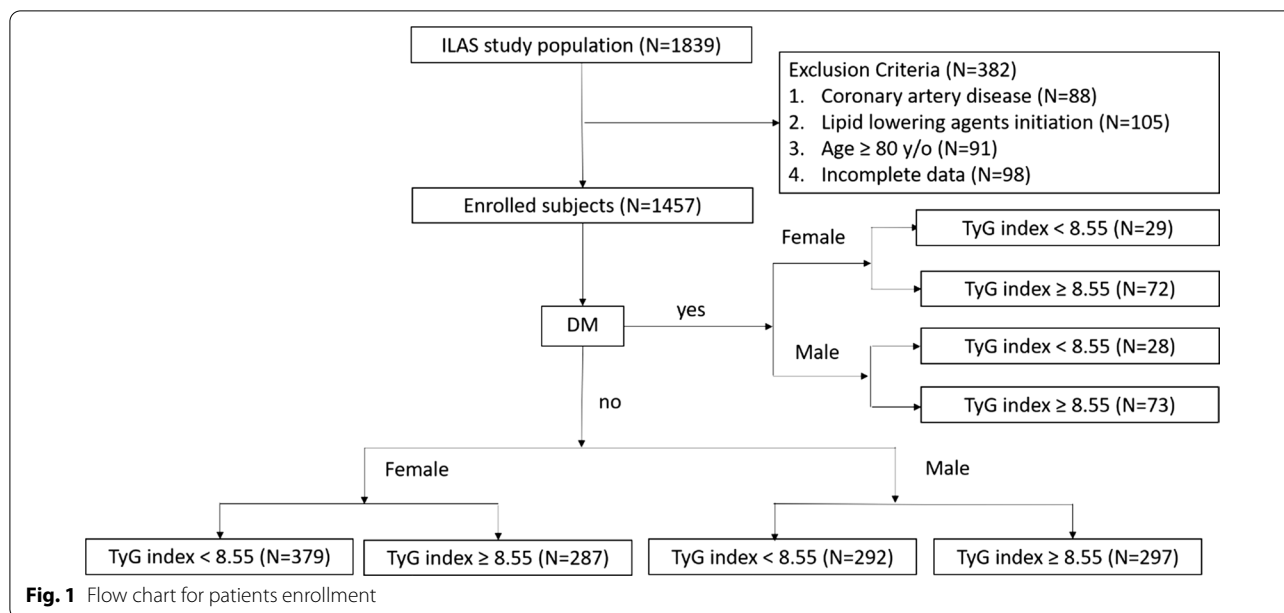 ILAS study population (N=1839)
Exclusion Criteria (N=382)
1. Coronary artery disease (N=88)
2. Lipid lowering agents initiation (N=105)
3. Age ≥ 80 y/o (N=91)
4. Incomplete data (N=98)
Enrolled subjects (N=1457)
DM
yes
Female
TyG index < 8.55 (N=29)
TyG index ≥ 8.55 (N=72)
Male
TyG index < 8.55 (N=28)
TyG index ≥ 8.55 (N=73)
no
Female
Male
TyG index < 8.55 (N=379)
TyG index ≥ 8.55 (N=287)
TyG index < 8.55 (N=292)
TyG index ≥ 8.55 (N=297)
Fig. 1 Flow chart for patients enrollment